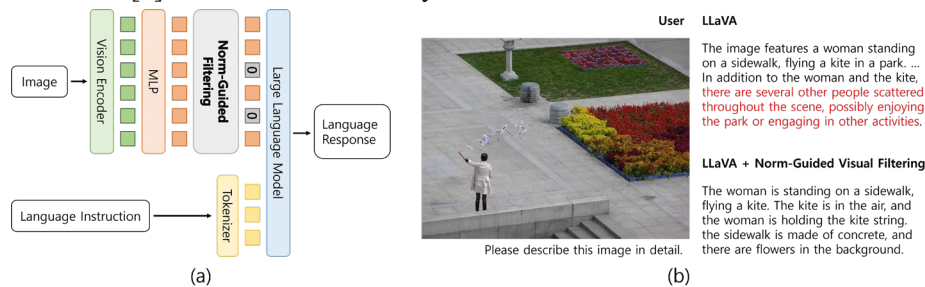 Image
Vision Encoder
MLP
Norm-Guided
Filtering
0
0
Large Language Model
Language
Response
Language Instruction
Tokenizer
(a)
User
Please describe this image in detail.
LLaVA
The image features a woman standing
on a sidewalk, flying a kite in a park. ...
In addition to the woman and the kite,
there are several other people scattered
throughout the scene, possibly enjoying
the park or engaging in other activities.
LLaVA + Norm-Guided Visual Filtering
The woman is standing on a sidewalk,
flying a kite. The kite is in the air, and
the woman is holding the kite string.
the sidewalk is made of concrete, and
there are flowers in the background.
(b)